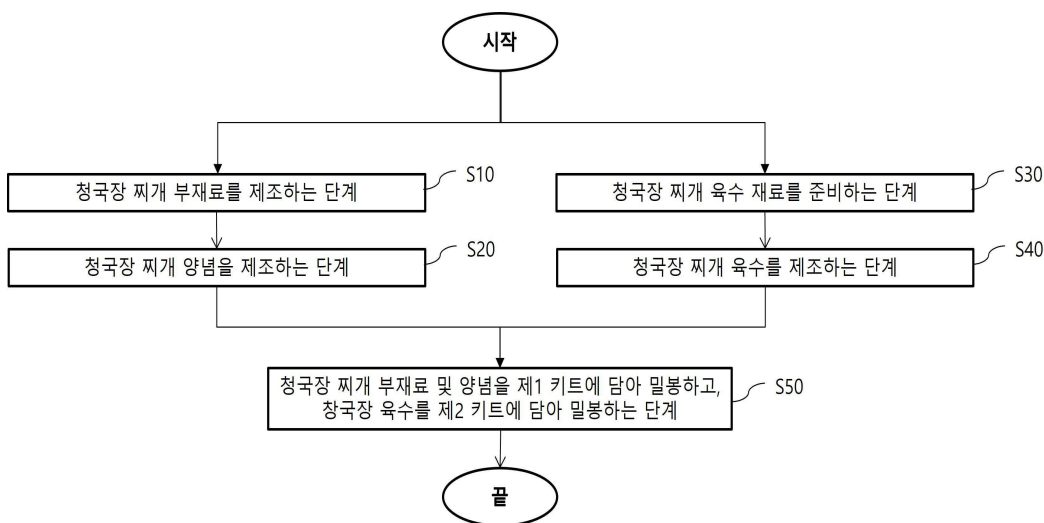 시작
청국장 찌개 부재료를 제조하는 단계
S10
청국장 찌개 육수 재료를 준비하는 단계
S30
청국장 찌개 양념을 제조하는 단계
S20
청국장 찌개 육수를 제조하는 단계
S40
청국장 찌개 부재료 및 양념을 제1 키트에 담아 밀봉하고,
창국장 육수를 제2 키트에 담아 밀봉하는 단계
S50
끝